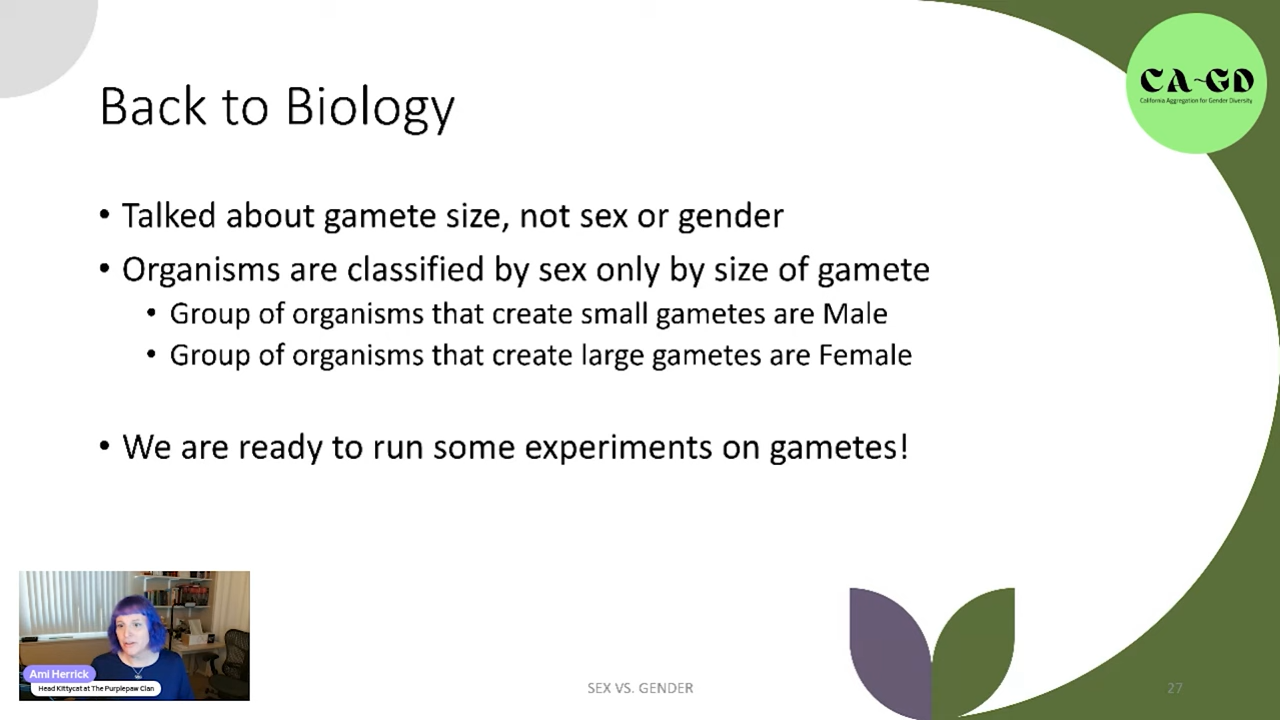 CA~GD
California Aggregation for Gender Diversity
Back to Biology
• Talked about gamete size, not sex or gender
• Organisms are classified by sex only by size of gamete
• Group of organisms that create small gametes are Male
• Group of organisms that create large gametes are Female
• We are ready to run some experiments on gametes!
Ami Herrick
Head Kittycat at The Purplepaw Clan
SEX VS. GENDER
27